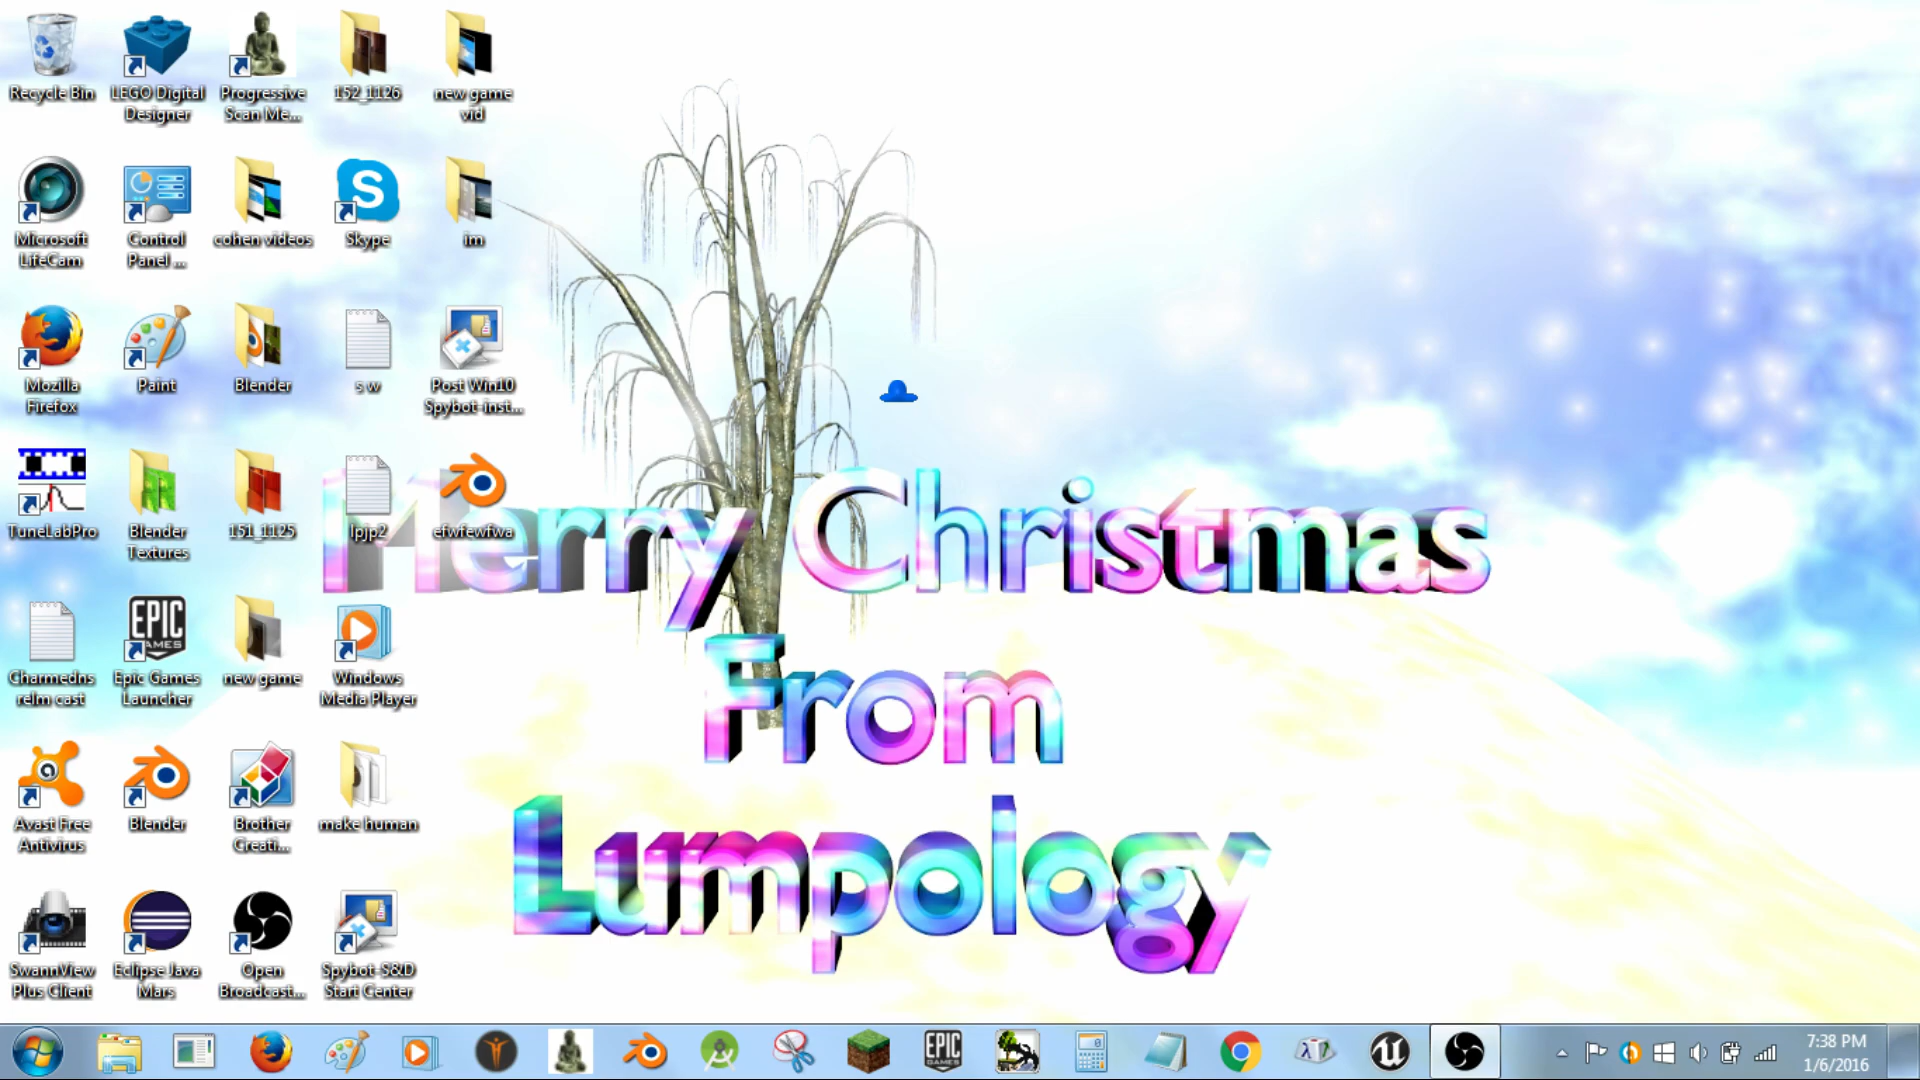 Recycle Bin
LEGO Digital
Designer
Progressive
Scan Me...
152_1126
new game
vid
Microsoft
LifeCam
Control
Panel ...
cohen videos
Skype
im
Mozilla
Firefox
Paint
Blender
s w
Post Win10
Spybot-inst...
TuneLabPro
Blender
Textures
151_1125
lpjp2
efwfewfwa
Merry Christmas
From
Lumpology
Charmedns
relm cast
EPIC
GAMES
Epic Games
Launcher
new game
Windows
Media Player
Avast Free
Antivirus
Blender
Brother
Creati...
make human
SwannView
Plus Client
Eclipse Java
Mars
Open
Broadcast...
Spybot-S&D
Start Center
EPIC
GAMES
7:38 PM
1/6/2016